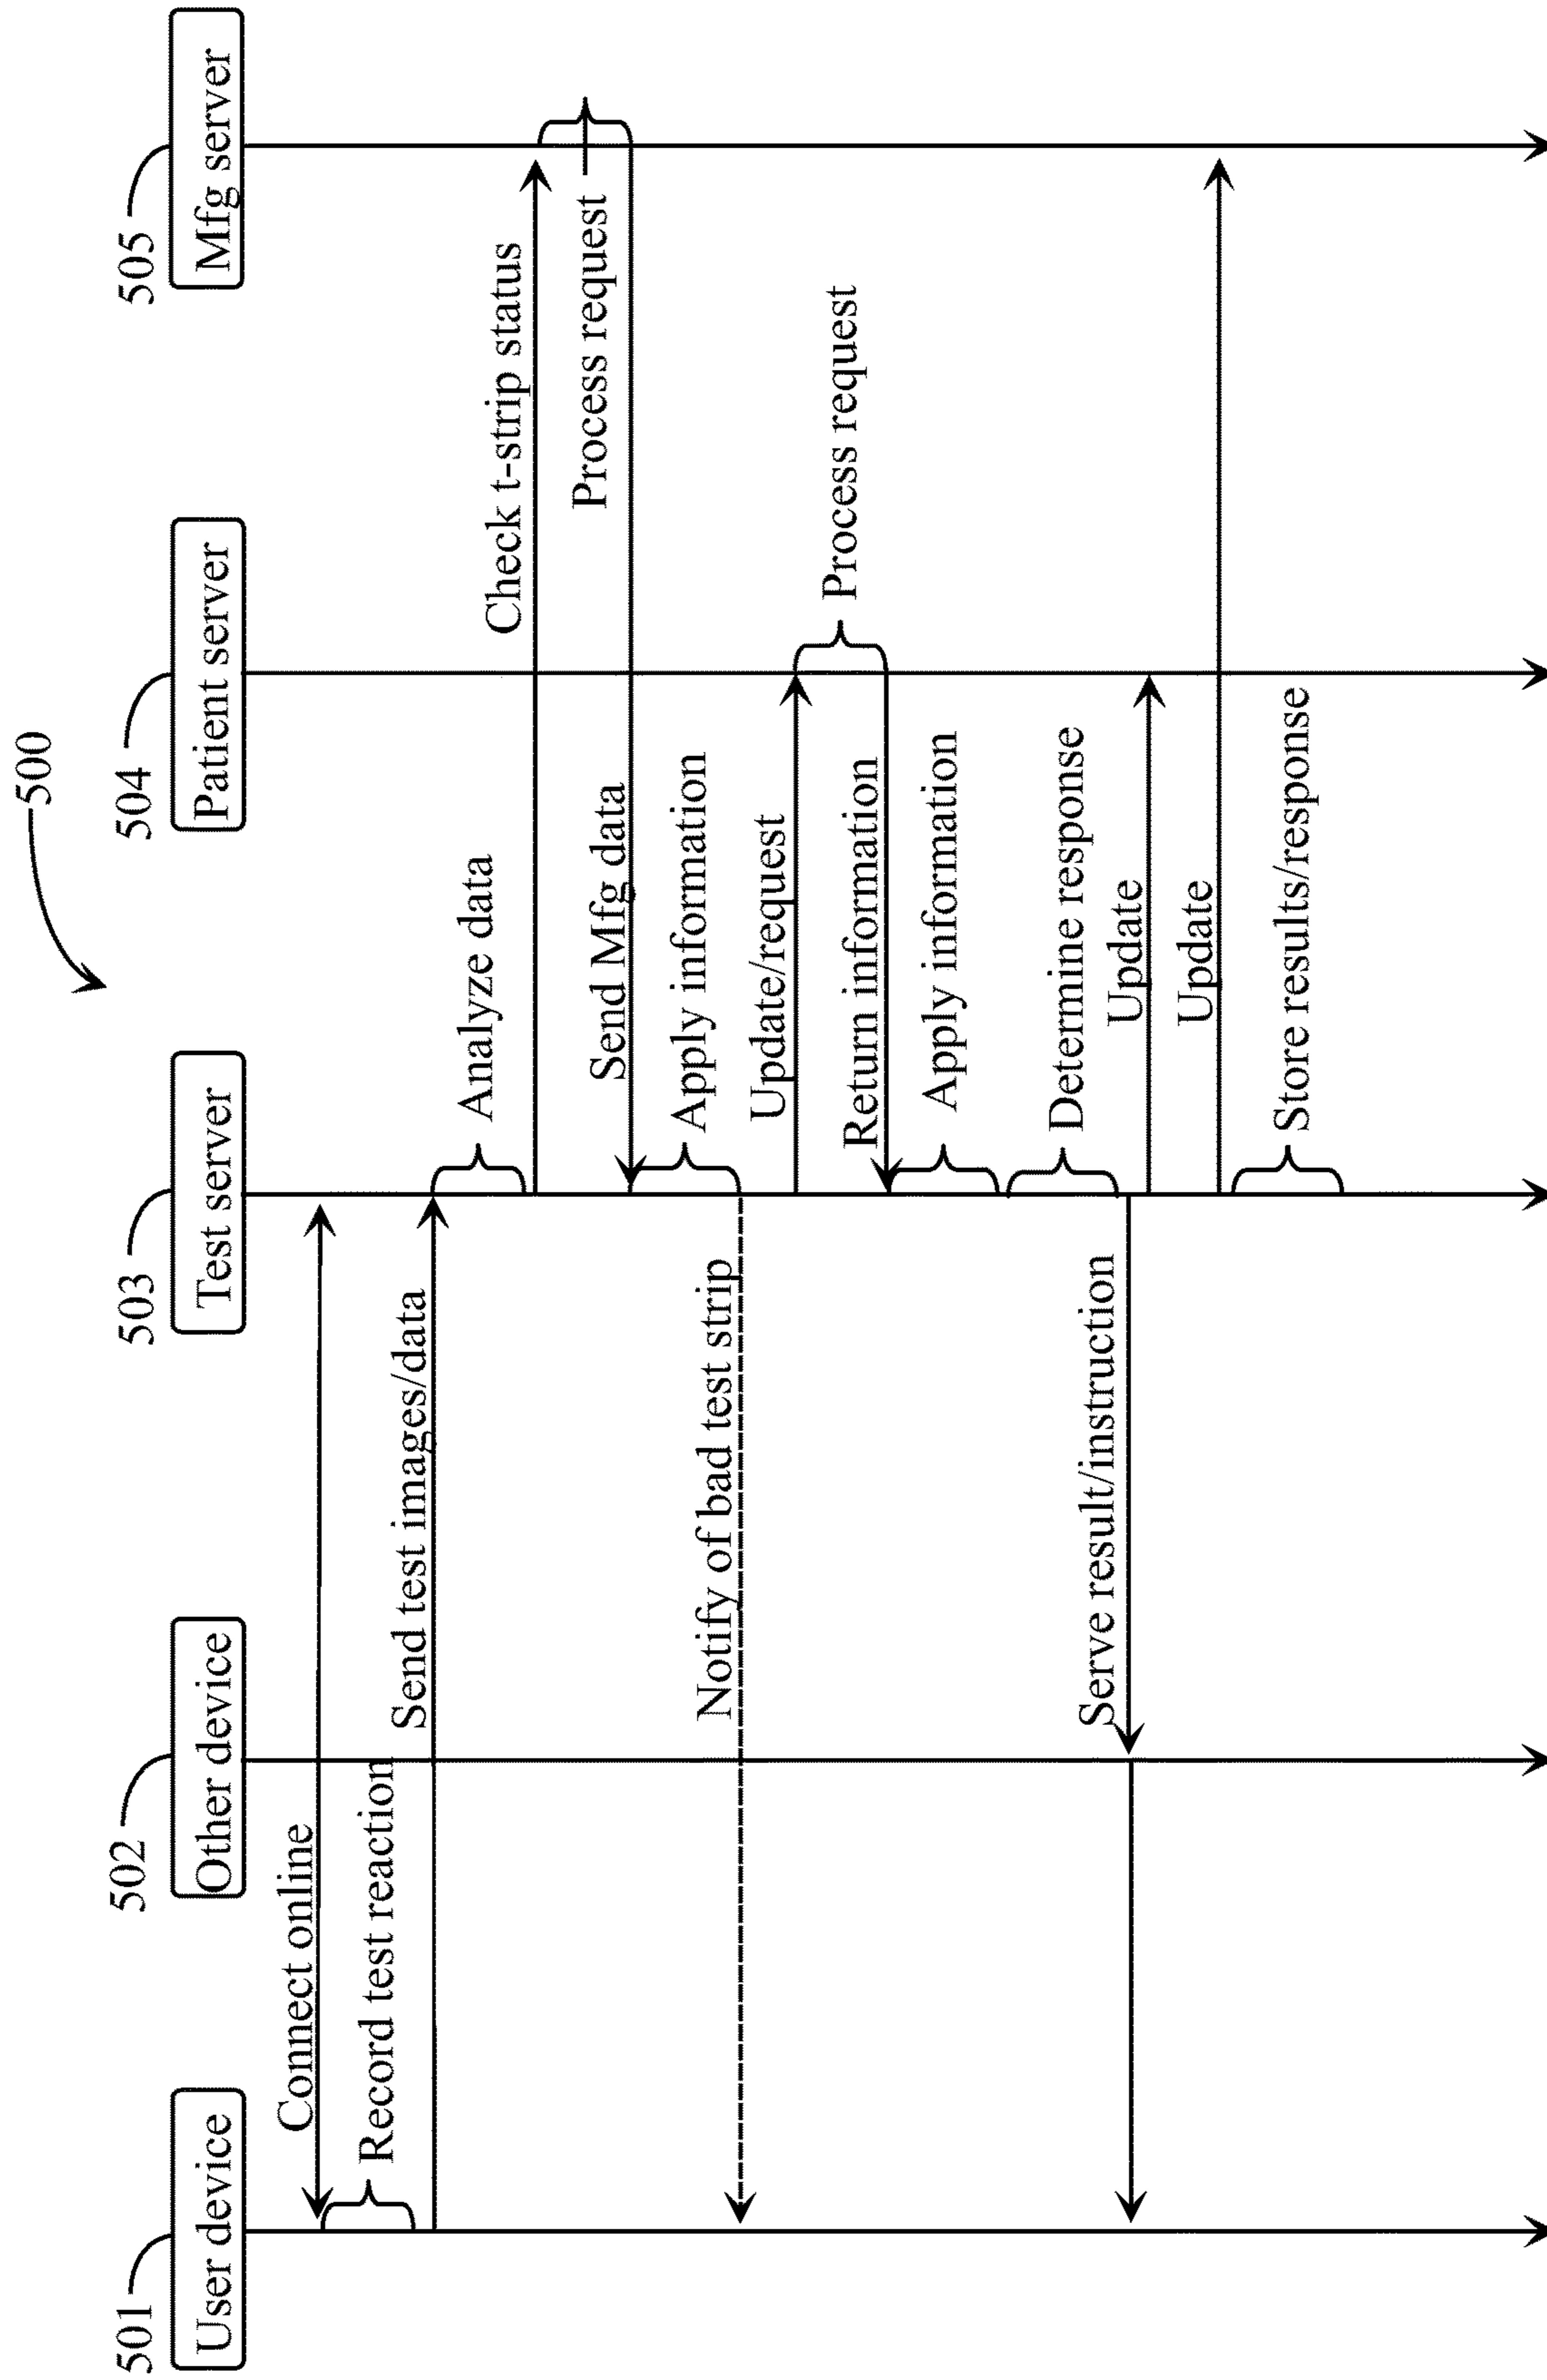 500
501
502
503
504
505
User device
Other device
Test server
Patient server
Mfg server
Connect online
Record test reaction
Send test images/data
Analyze data
Check t-strip status
Process request
Send Mfg data
Apply information
Notify of bad test strip
Update/request
Process request
Return information
Apply information
Determine response
Serve result/instruction
Update
Update
Store results/response